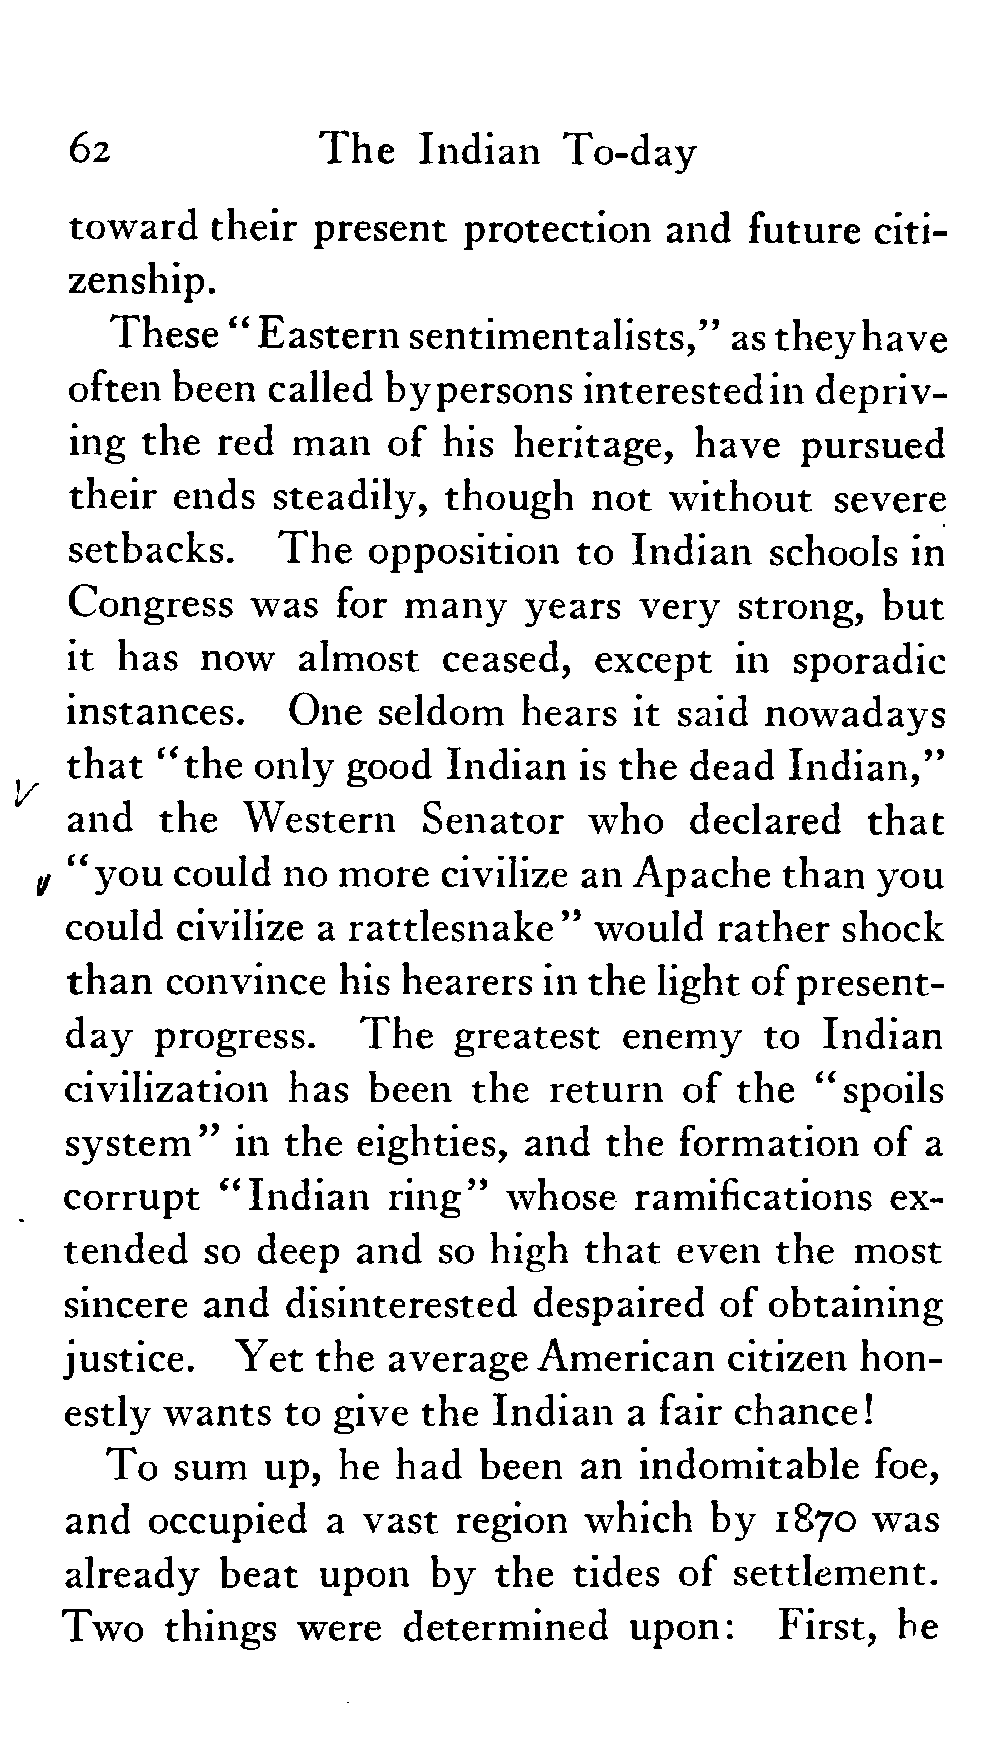 62 The Indian To-day
toward their present protection and future citi-
zenship.
These “Eastern sentimentalists,” as they have
often been called by persons interested in depriv-
ing the red man of his heritage, have pursued
their ends steadily, though not without severe
setbacks. The opposition to Indian schools in
Congress was for many years very strong, but
it has now almost ceased, except in sporadic
instances. One seldom hears it said nowadays
that “the only good Indian is the dead Indian,”
and the Western Senator who declared that
“you could no more civilize an Apache than you
could civilize a rattlesnake” would rather shock
than convince his hearers in the light of present-
day progress. The greatest enemy to Indian
civilization has been the return of the “spoils
system” in the eighties, and the formation of a
corrupt “Indian ring” whose ramifications ex-
tended so deep and so high that even the most
sincere and disinterested despaired of obtaining
justice. Yet the average American citizen hon-
estly wants to give the Indian a fair chance!
To sum up, he had been an indomitable foe,
and occupied a vast region which by 1870 was
already beat upon by the tides of settlement.
Two things were determined upon: First, he